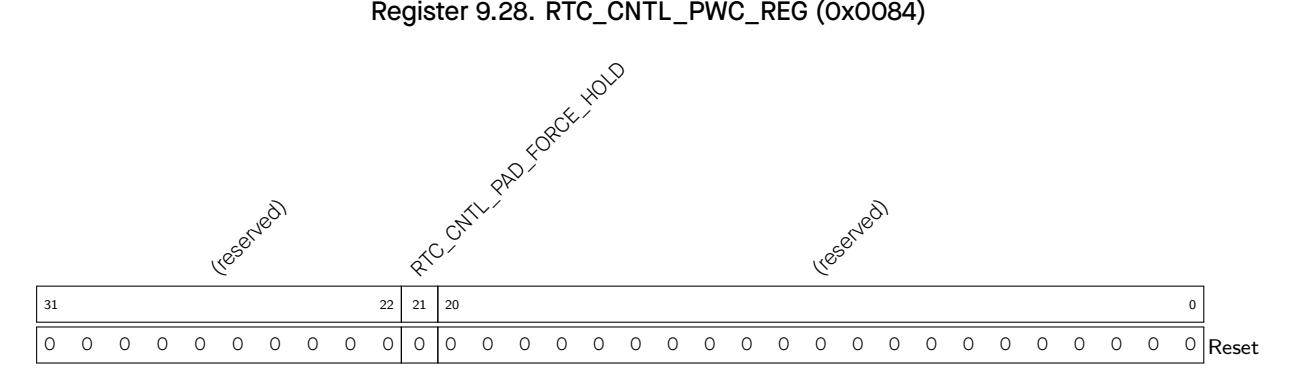 Register 9.28. RTC_CNTL_PWC_REG (0x0084)
(reserved) RTC_CNTL_PAD_FORCE_HOLD (reserved)
31 22 21 20 0
0 0 0 0 0 0 0 0 0 0 0 0 0 0 0 0 0 0 0 0 0 0 0 0 0 0 0 0 0 0 0 0 Reset